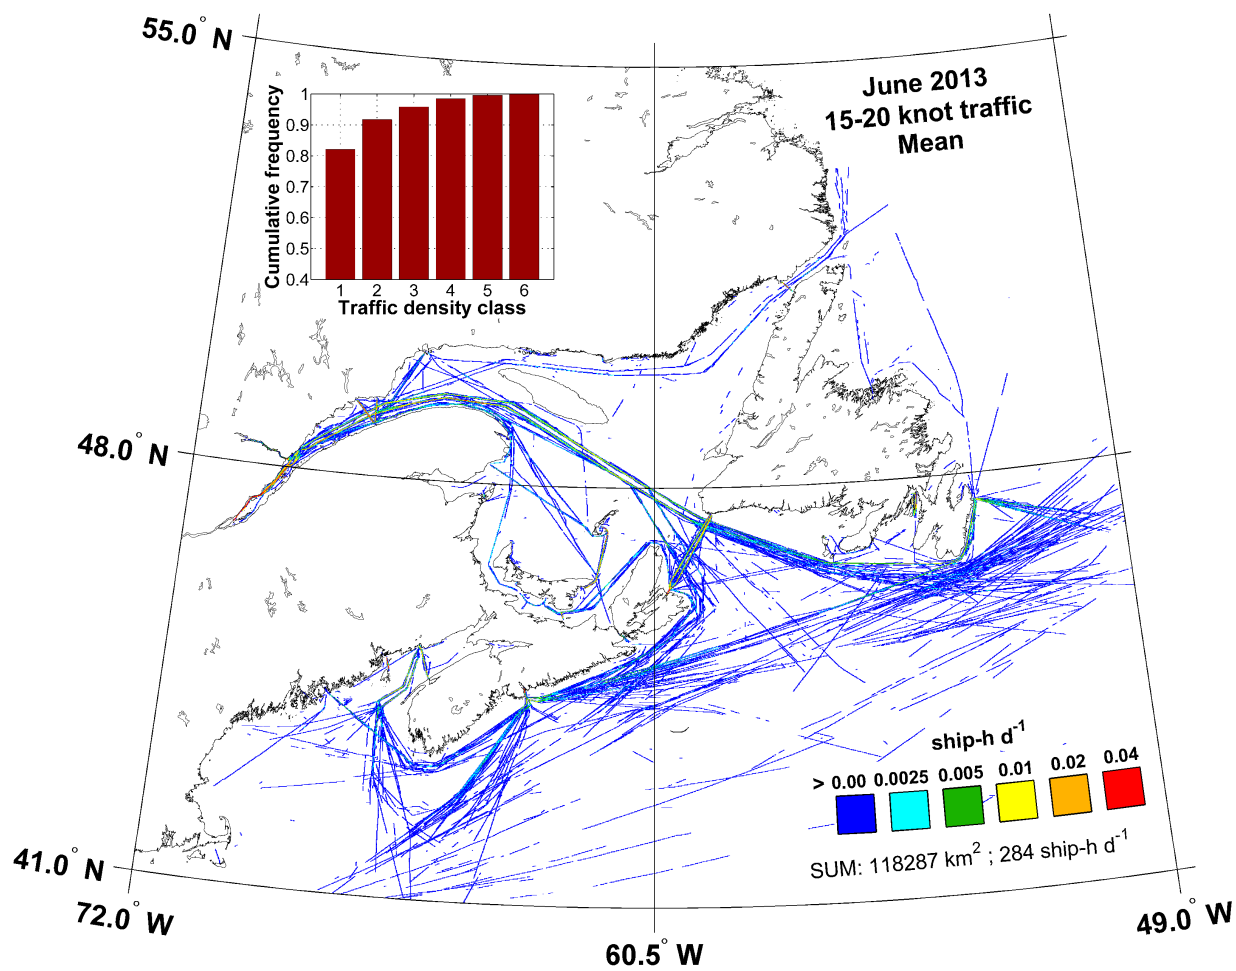 55.0° N
June 2013
15-20 knot traffic
Mean
Cumulative frequency
1
0.9
0.8
0.7
0.6
0.5
0.4
1 2 3 4 5 6
Traffic density class
48.0° N
ship-h d⁻¹
> 0.00 0.0025 0.005 0.01 0.02 0.04
SUM: 118287 km² ; 284 ship-h d⁻¹
41.0° N
72.0° W
60.5° W
49.0° W